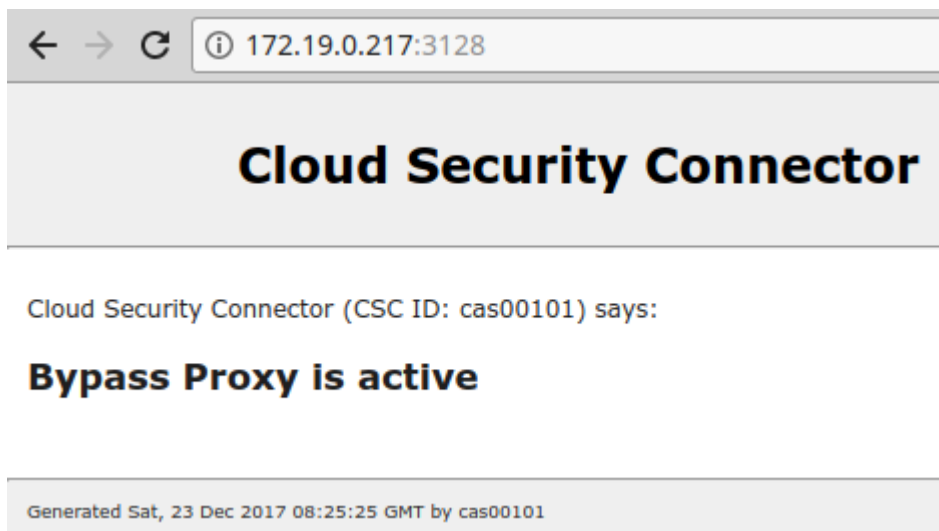 172.19.0.217:3128
Cloud Security Connector
Cloud Security Connector (CSC ID: cas00101) says:
Bypass Proxy is active
Generated Sat, 23 Dec 2017 08:25:25 GMT by cas00101